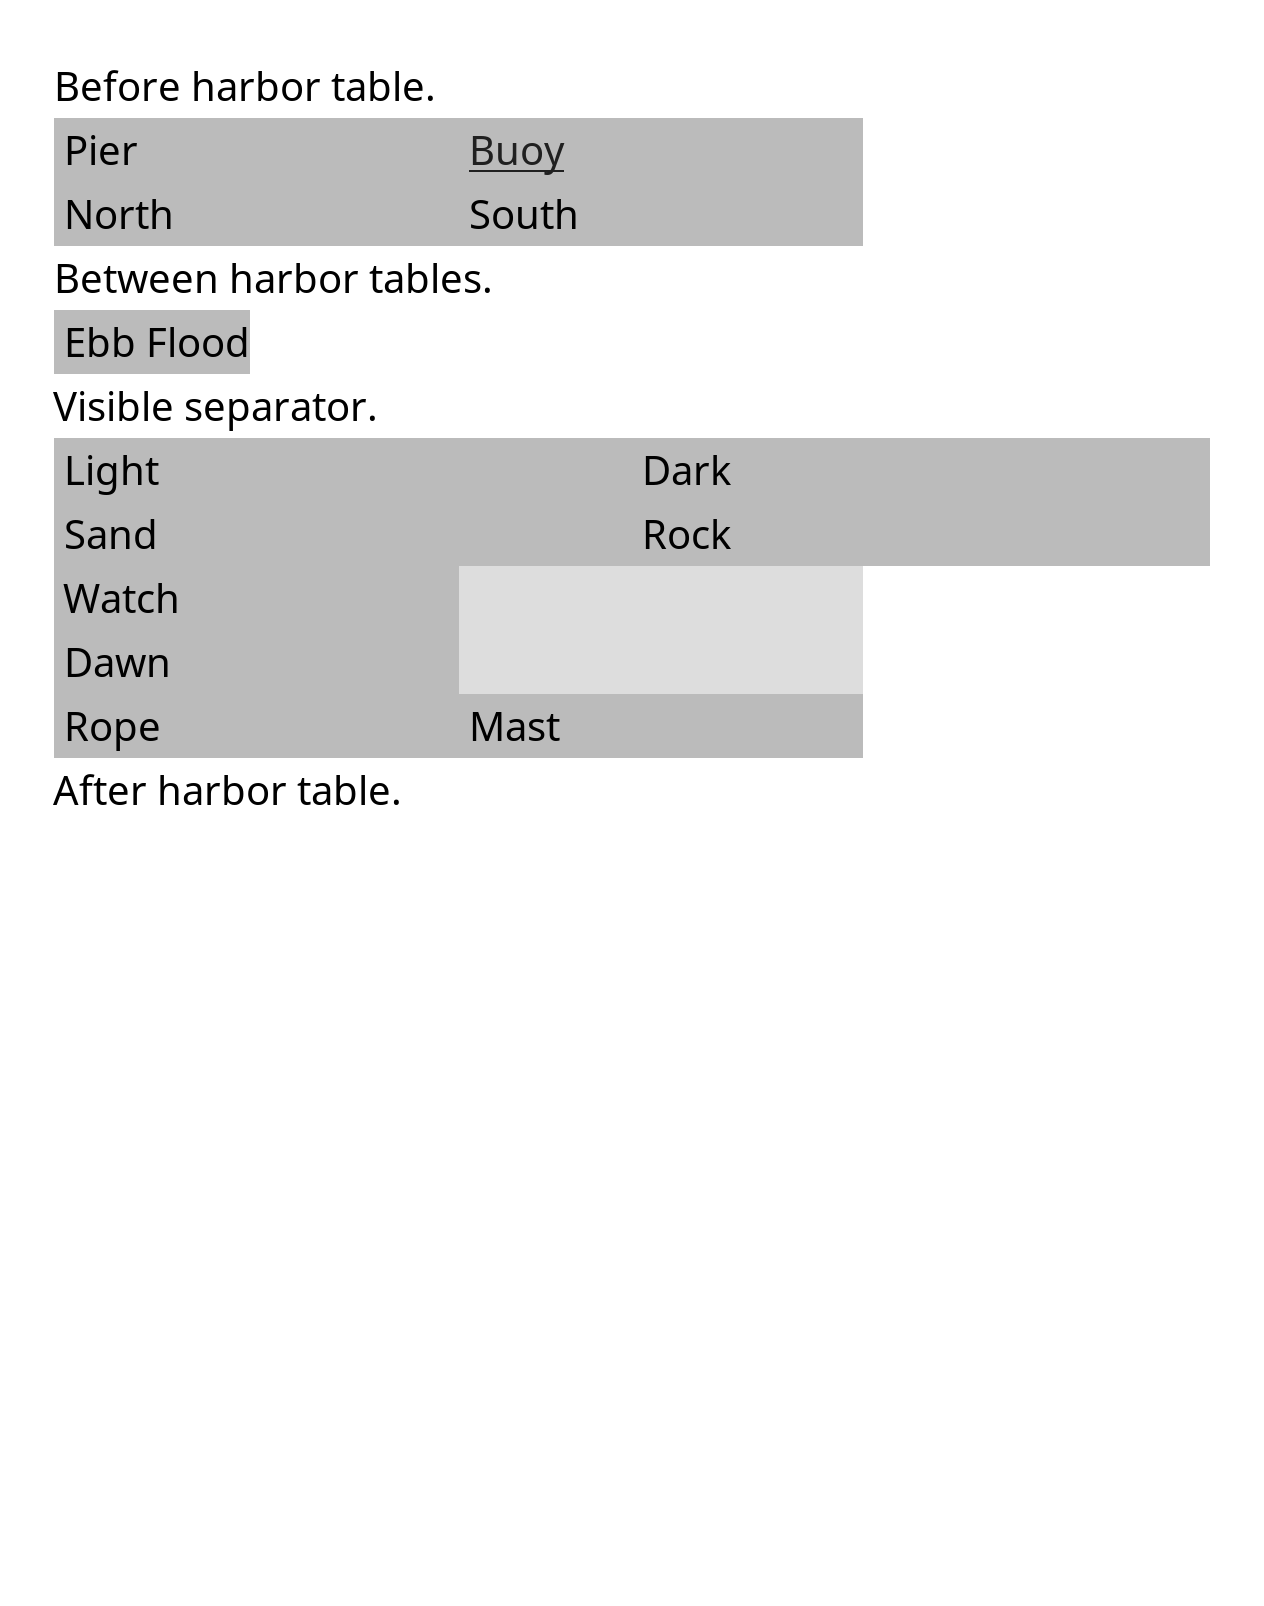 Before harbor table.
Pier Buoy
North South
Between harbor tables.
Ebb Flood
Visible separator.
Light Dark
Sand Rock
Watch
Dawn
Rope Mast
After harbor table.